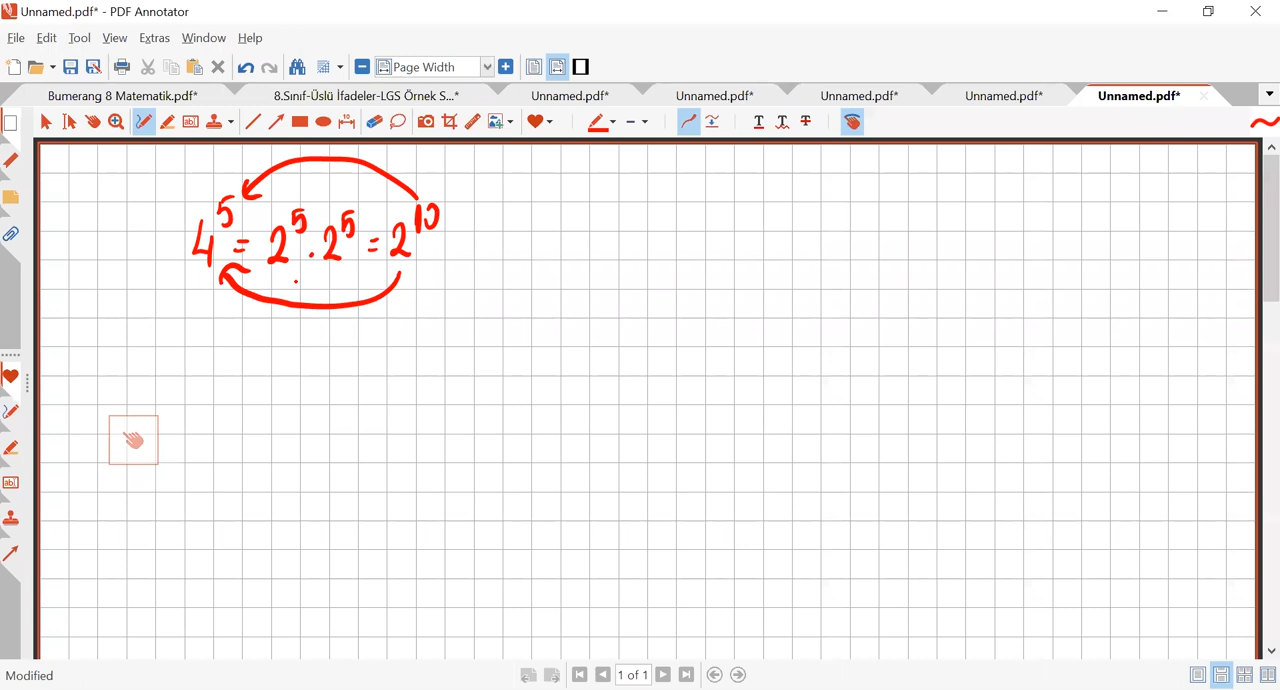 Unnamed.pdf* - PDF Annotator
File Edit Tool View Extras Window Help
Page Width
Bumerang 8 Matematik.pdf* 8.Sınıf-Üslü İfadeler-LGS Örnek S...* Unnamed.pdf* Unnamed.pdf* Unnamed.pdf* Unnamed.pdf* Unnamed.pdf*
4⁵ = 2⁵ . 2⁵ = 2¹⁰
Modified 1 of 1